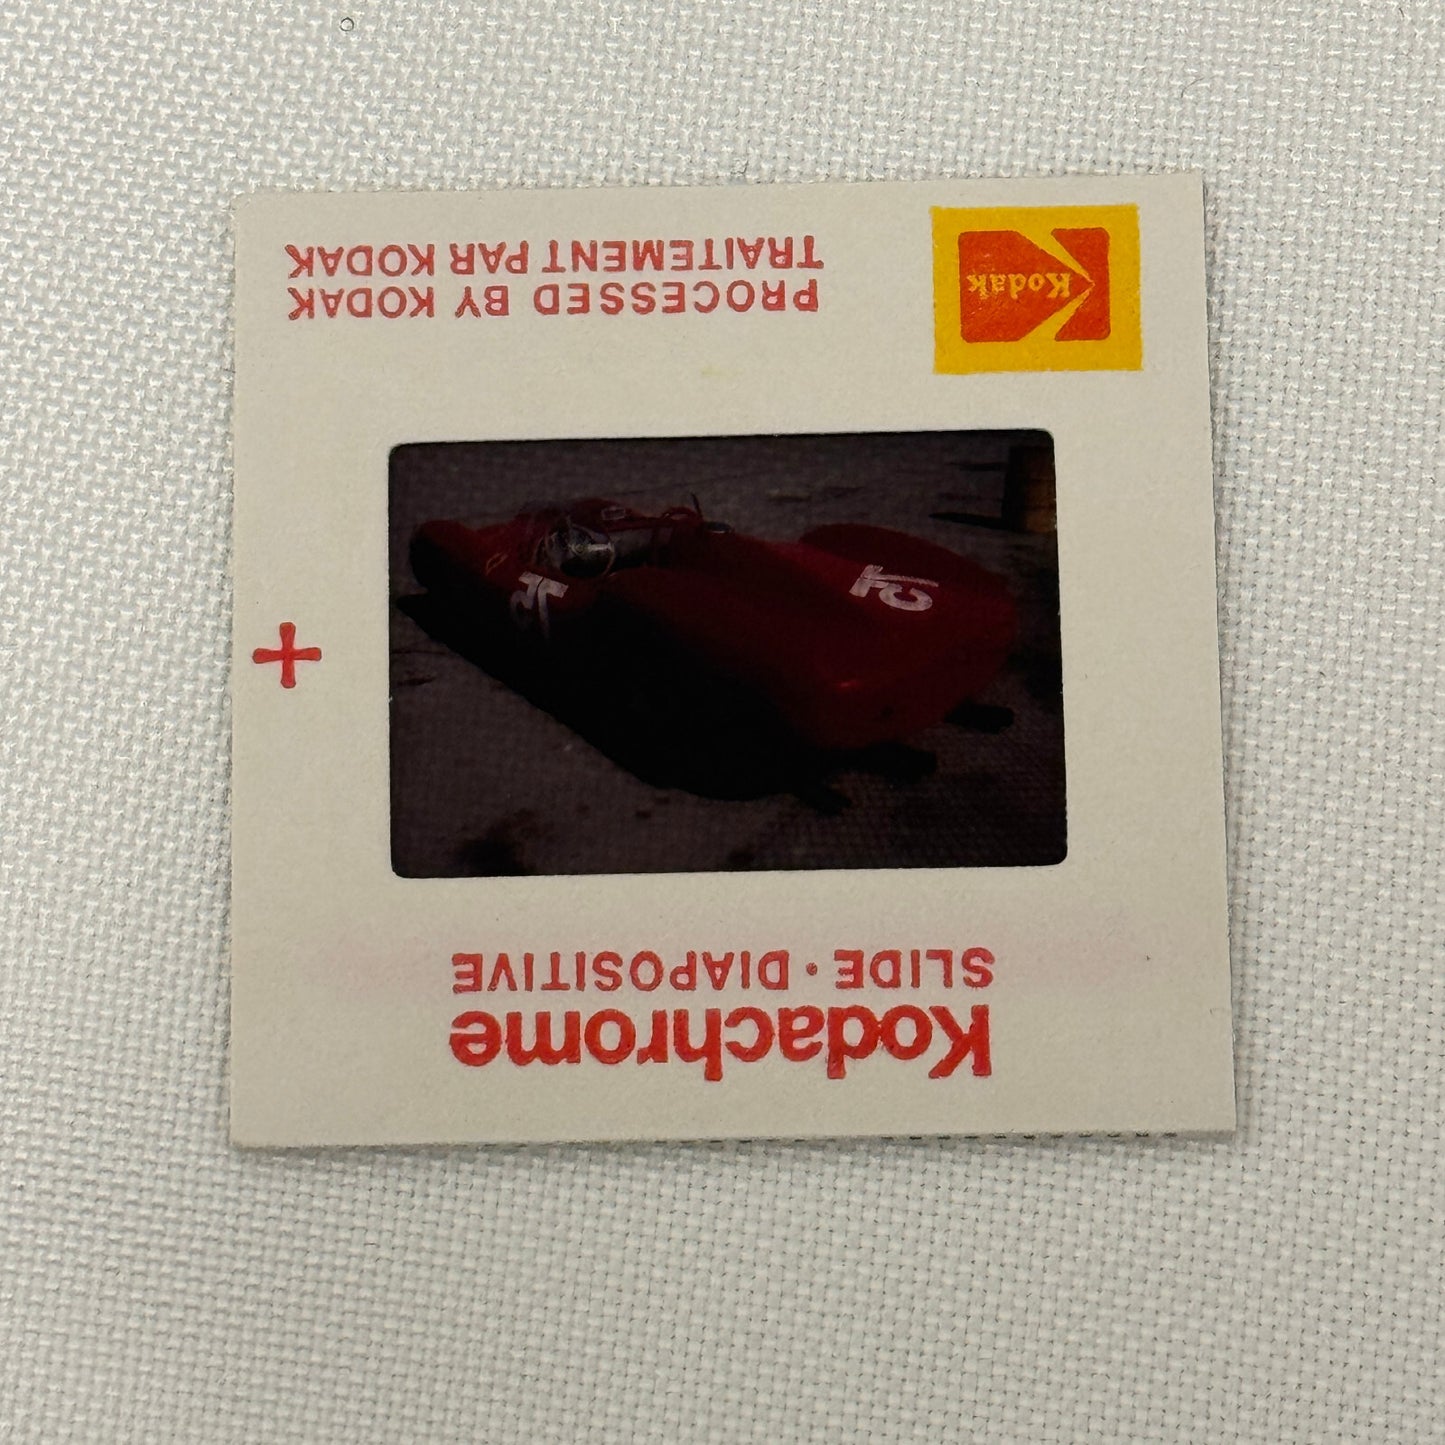 Kodachrome
SLIDE · DIAPOSITIVE
PROCESSED BY KODAK
TRAITEMENT PAR KODAK
Kodak